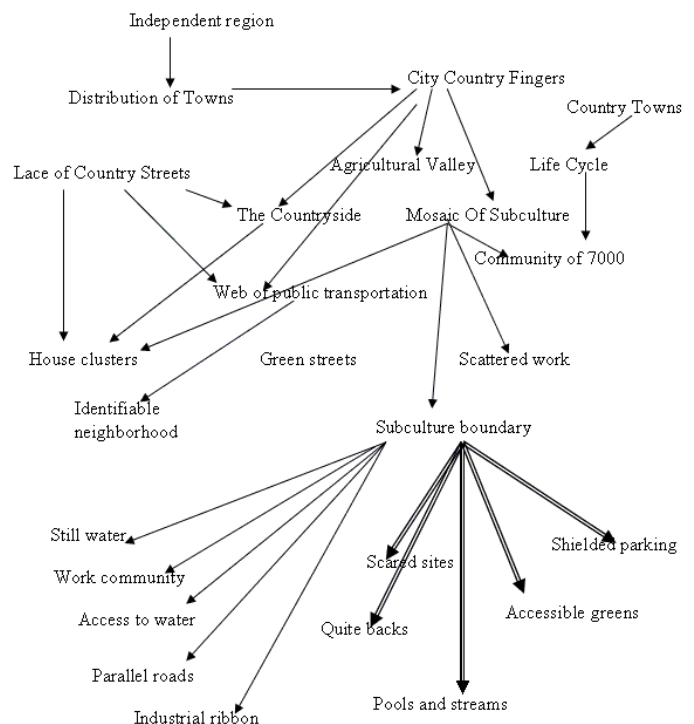 Independent region
City Country Fingers
Distribution of Towns
Country Towns
Agricultural Valley
Life Cycle
Lace of Country Streets
The Countryside
Mosaic Of Subculture
Community of 7000
Web of public transportation
House clusters
Green streets
Scattered work
Identifiable
neighborhood
Subculture boundary
Still water
Shielded parking
Scared sites
Work community
Accessible greens
Access to water
Quite backs
Parallel roads
Pools and streams
Industrial ribbon